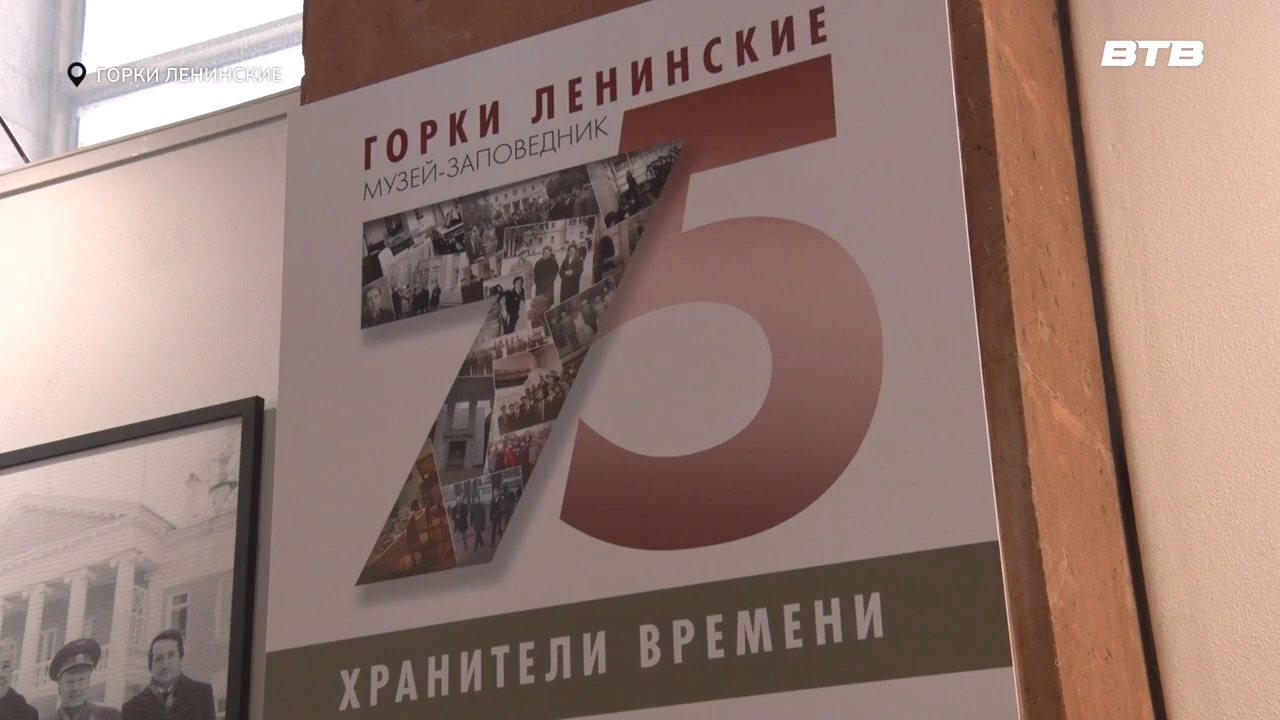 ГОРКИ ЛЕНИНСКИЕ
ВТВ
ГОРКИ ЛЕНИНСКИЕ
МУЗЕЙ-ЗАПОВЕДНИК
75
ХРАНИТЕЛИ ВРЕМЕНИ